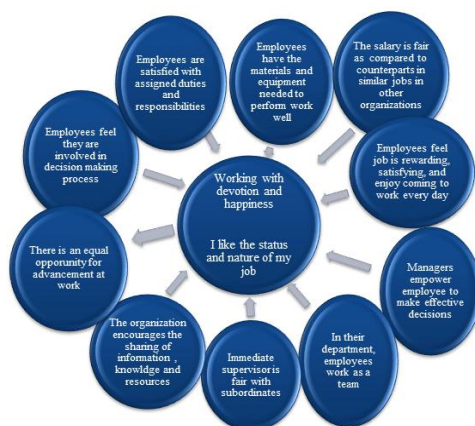 Employees are
satisfied with
assigned duties and
responsibilities
Employees
have the
materials and
equipment
needed to
perform work
well
The salary is fair
as compared to
counterparts in
similar jobs in
other
organizations
Employees feel
job is rewarding,
satisfying, and
enjoy coming to
work every day
Managers
empower
employee to
make effective
decisions
In their
department,
employees
work as a
team
Immediate
supervisor is
fair with
subordinates
The organization
encourages the
sharing of
information ,
knowldge and
resources
There is an equal
opporunity for
advancement at
work
Employees feel
they are
involved in
decision making
process
Working with
devotion and
happiness
I like the status
and nature of my
job